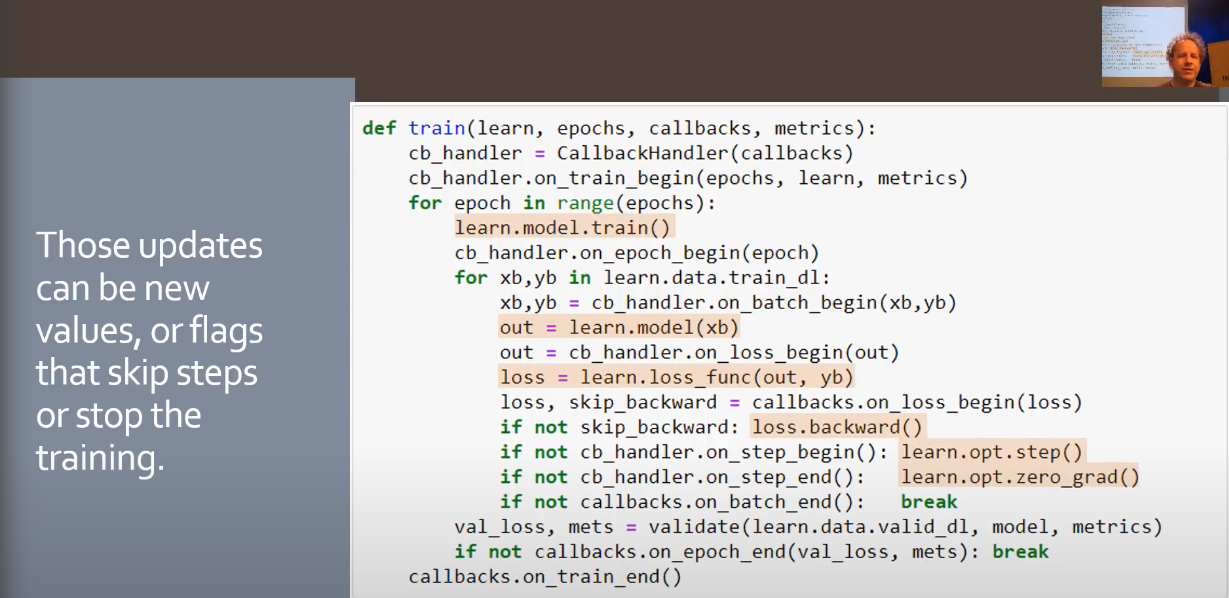 Those updates
can be new
values, or flags
that skip steps
or stop the
training.
def train(learn, epochs, callbacks, metrics):
    cb_handler = CallbackHandler(callbacks)
    cb_handler.on_train_begin(epochs, learn, metrics)
    for epoch in range(epochs):
        learn.model.train()
        cb_handler.on_epoch_begin(epoch)
        for xb,yb in learn.data.train_dl:
            xb,yb = cb_handler.on_batch_begin(xb,yb)
            out = learn.model(xb)
            out = cb_handler.on_loss_begin(out)
            loss = learn.loss_func(out, yb)
            loss, skip_backward = callbacks.on_loss_begin(loss)
            if not skip_backward: loss.backward()
            if not cb_handler.on_step_begin(): learn.opt.step()
            if not cb_handler.on_step_end():   learn.opt.zero_grad()
            if not callbacks.on_batch_end():   break
        val_loss, mets = validate(learn.data.valid_dl, model, metrics)
        if not callbacks.on_epoch_end(val_loss, mets): break
    callbacks.on_train_end()